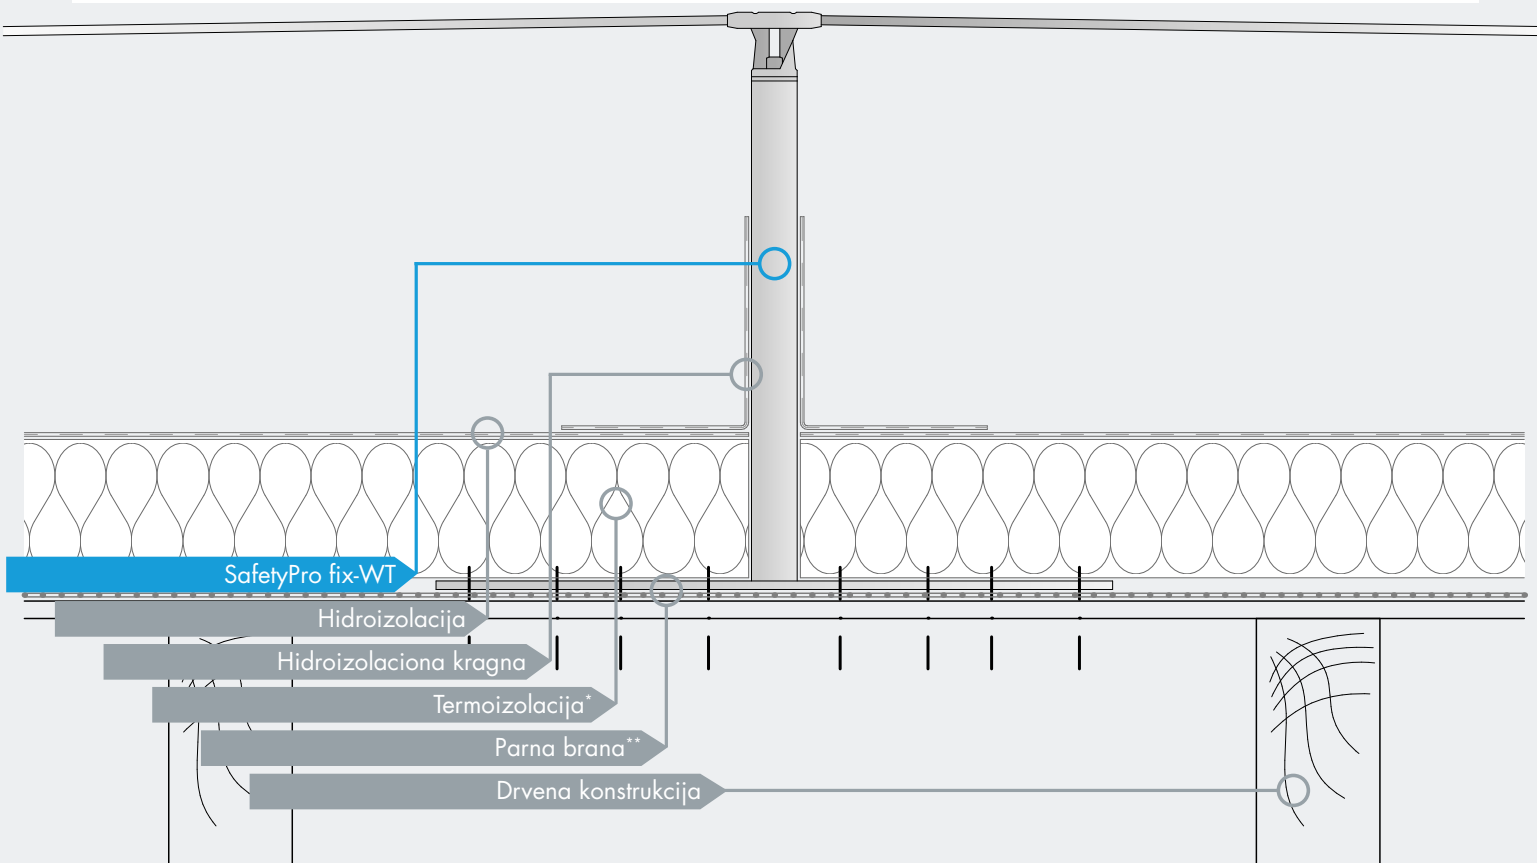 SafetyPro fix-WT
Hidroizolacija
Hidroizolaciona kragna
Termoizolacija*
Parna brana**
Drvena konstrukcija